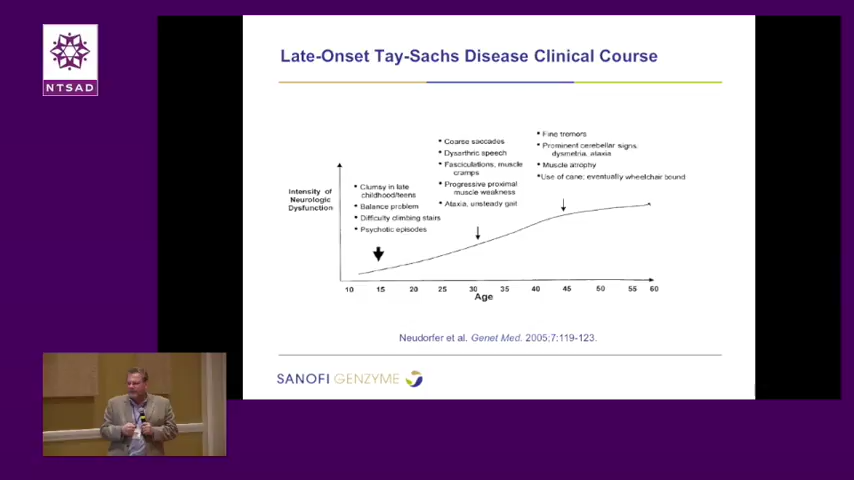 NTSAD
Late-Onset Tay-Sachs Disease Clinical Course
Intensity of
Neurologic
Dysfunction
• Clumsy in late
childhood/teens
• Balance problem
• Difficulty climbing stairs
• Psychotic episodes
• Coarse saccades
• Dysarthric speech
• Fasciculations, muscle
cramps
• Progressive proximal
muscle weakness
• Ataxia, unsteady gait
• Fine tremors
• Prominent cerebellar signs,
dysmetria, ataxia
• Muscle atrophy
• Use of cane; eventually wheelchair bound
10 15 20 25 30 35 40 45 50 55 60
Age
Neudorfer et al. Genet Med. 2005;7:119-123.
SANOFI GENZYME